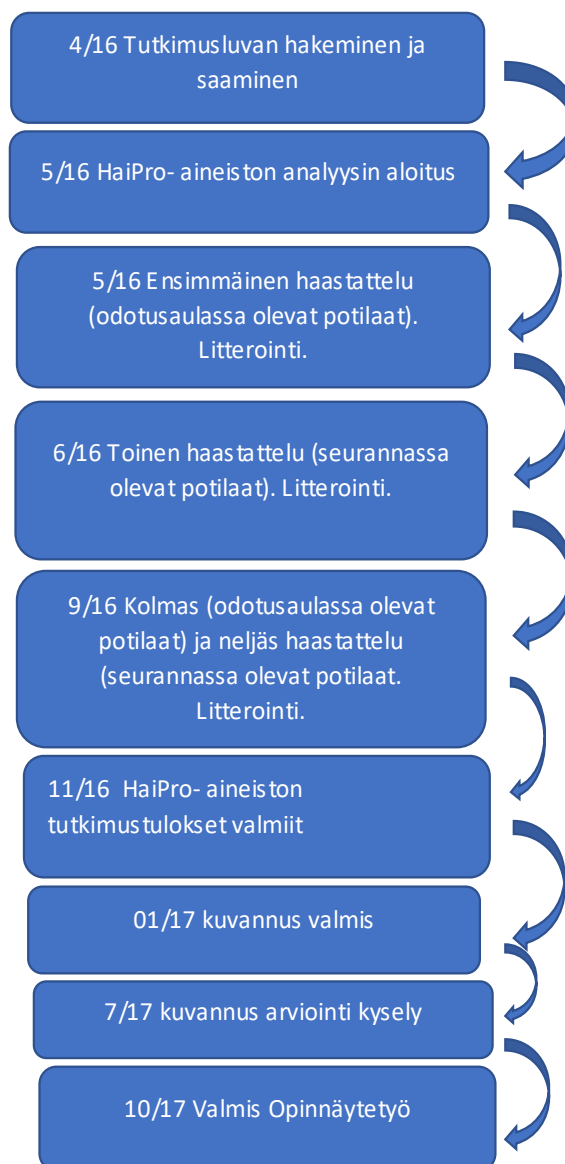 4/16 Tutkimusluvan hakeminen ja
saaminen
5/16 HaiPro- aineiston analyysin aloitus
5/16 Ensimmäinen haastattelu
(odotusaulassa olevat potilaat).
Litterointi.
6/16 Toinen haastattelu (seurannassa
olevat potilaat). Litterointi.
9/16 Kolmas (odotusaulassa olevat
potilaat) ja neljäs haastattelu
(seurannassa olevat potilaat.
Litterointi.
11/16 HaiPro- aineiston
tutkimustulokset valmiit
01/17 kuvannus valmis
7/17 kuvannus arviointi kysely
10/17 Valmis Opinnäytetyö